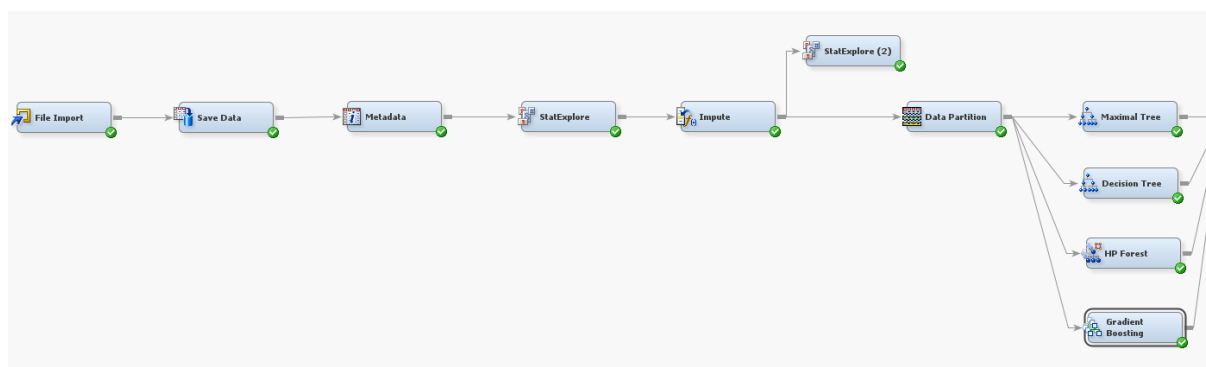 StatExplore (2)
File Import
Save Data
Metadata
StatExplore
Impute
Data Partition
Maximal Tree
Decision Tree
HP Forest
Gradient
Boosting